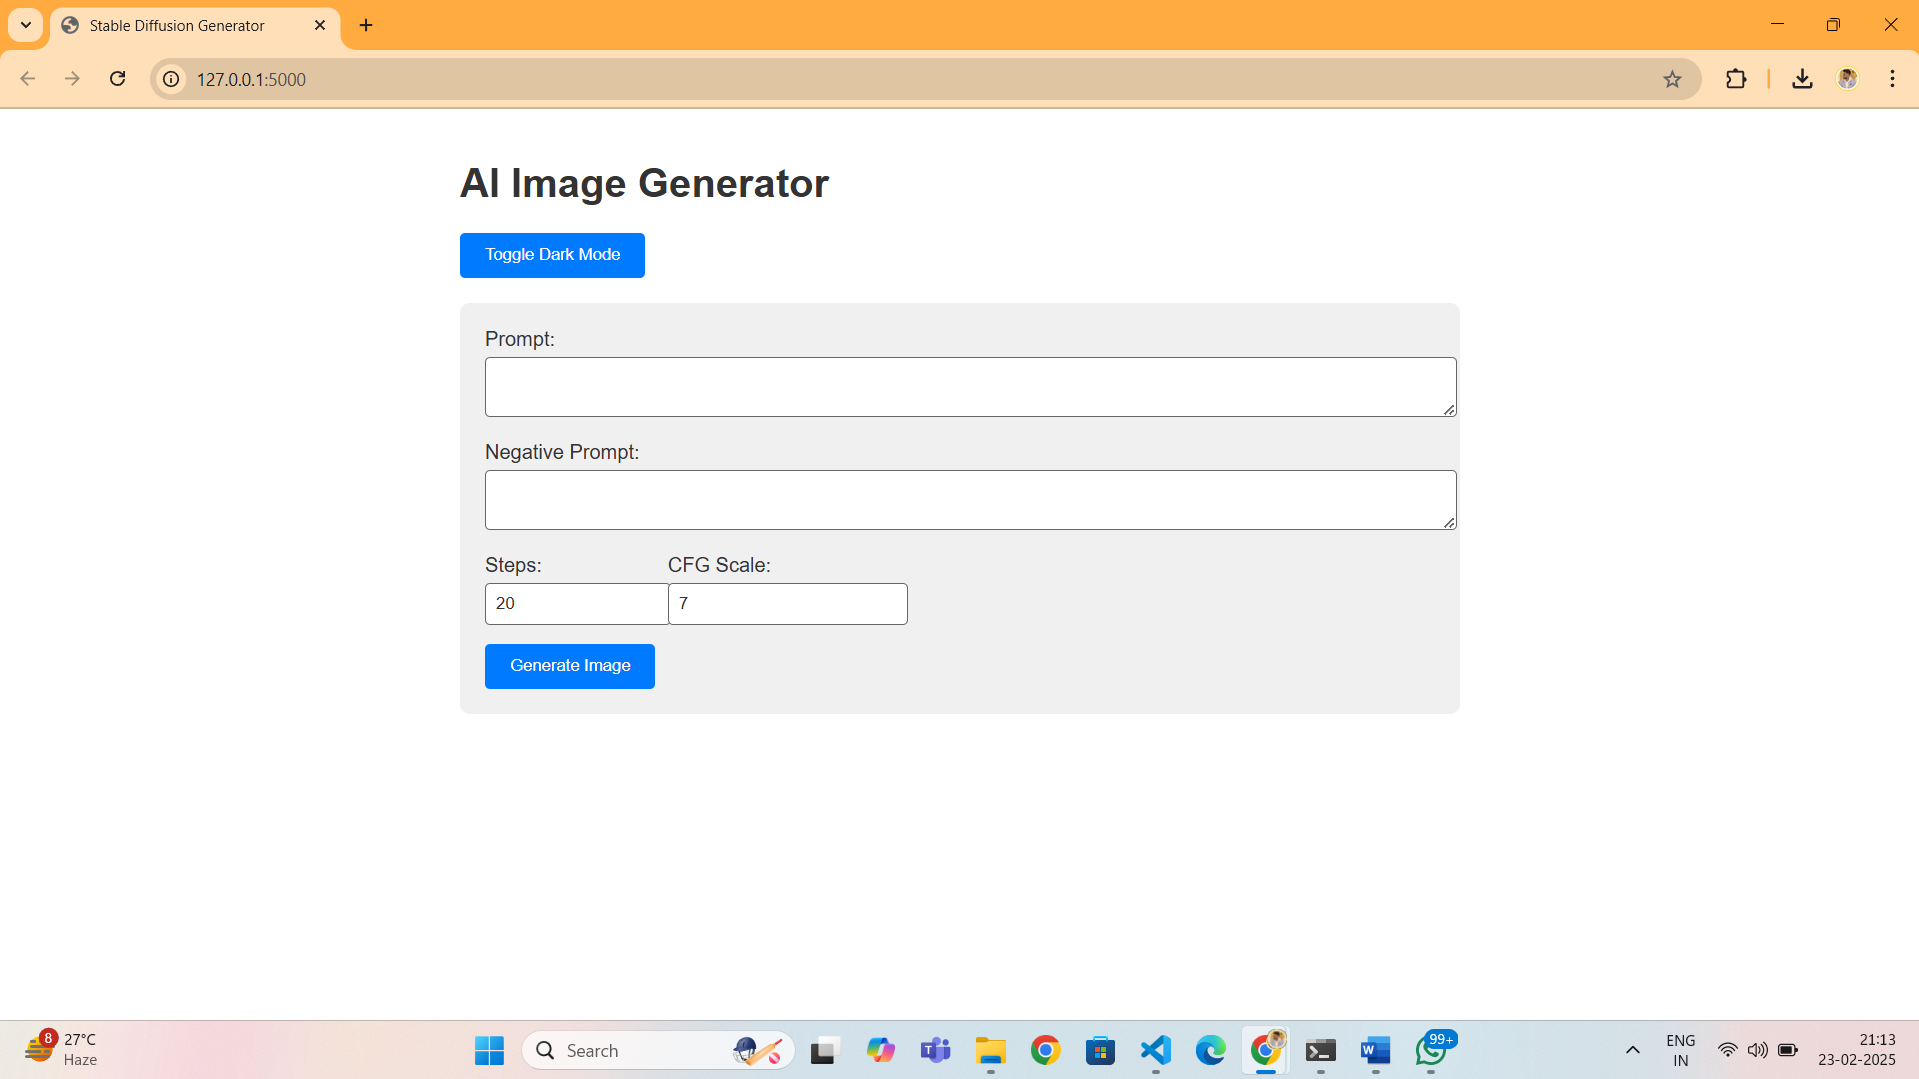 Stable Diffusion Generator
127.0.0.1:5000
AI Image Generator
Toggle Dark Mode
Prompt:
Negative Prompt:
Steps: CFG Scale:
20 7
Generate Image
8 27°C
Haze
Search
T
W
99+
ENG
IN
21:13
23-02-2025